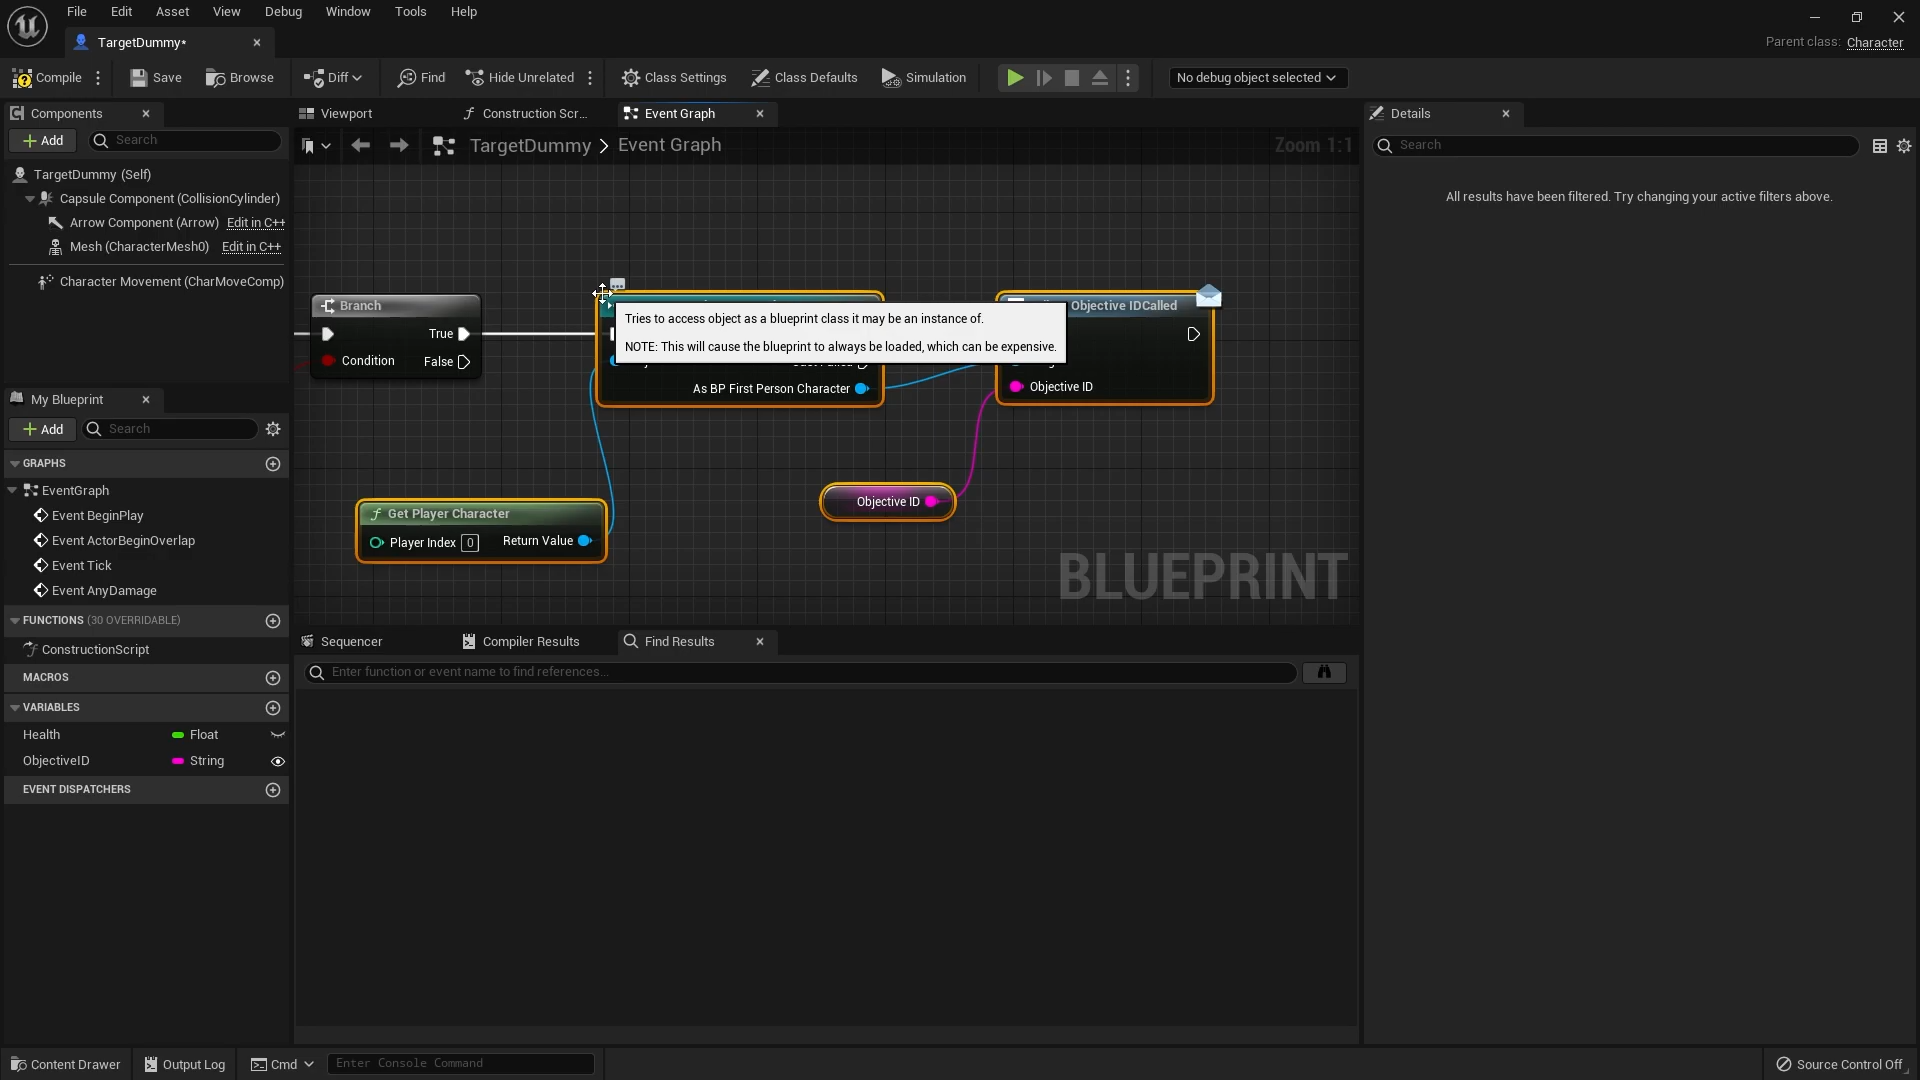 File Edit Asset View Debug Window Tools Help
TargetDummy*
Parent class: Character
Compile Save Browse Diff Find Hide Unrelated Class Settings Class Defaults Simulation No debug object selected
Components
Viewport Construction Scr... Event Graph
Details
Add Search
TargetDummy > Event Graph
Zoom 1:1
Search
TargetDummy (Self)
Capsule Component (CollisionCylinder)
Arrow Component (Arrow) Edit in C++
Mesh (CharacterMesh0) Edit in C++
Character Movement (CharMoveComp)
All results have been filtered. Try changing your active filters above.
Branch
True
Condition False
Tries to access object as a blueprint class it may be an instance of.
NOTE: This will cause the blueprint to always be loaded, which can be expensive.
As BP First Person Character
Objective IDCalled
Objective ID
Objective ID
Get Player Character
Player Index 0 Return Value
BLUEPRINT
My Blueprint
Add Search
GRAPHS
EventGraph
Event BeginPlay
Event ActorBeginOverlap
Event Tick
Event AnyDamage
FUNCTIONS (30 OVERRIDABLE)
ConstructionScript
MACROS
VARIABLES
Health Float
ObjectiveID String
EVENT DISPATCHERS
Sequencer Compiler Results Find Results
Enter function or event name to find references...
Content Drawer Output Log Cmd Enter Console Command
Source Control Off